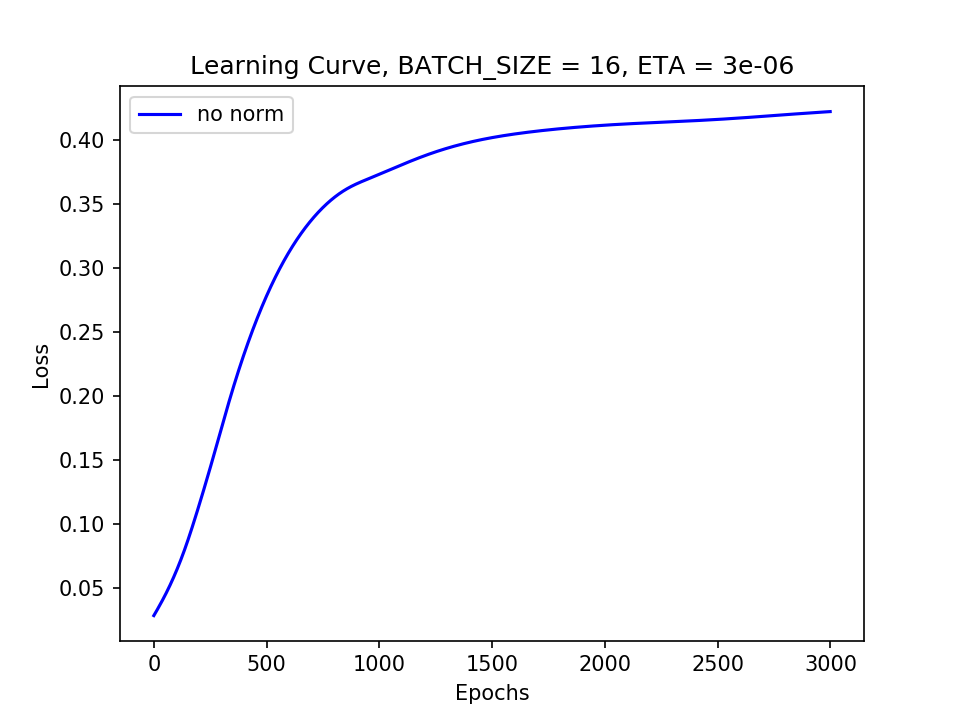 Learning Curve, BATCH_SIZE = 16, ETA = 3e-06
no norm
0.40
0.35
0.30
0.25
0.20
0.15
0.10
0.05
Loss
0 500 1000 1500 2000 2500 3000
Epochs